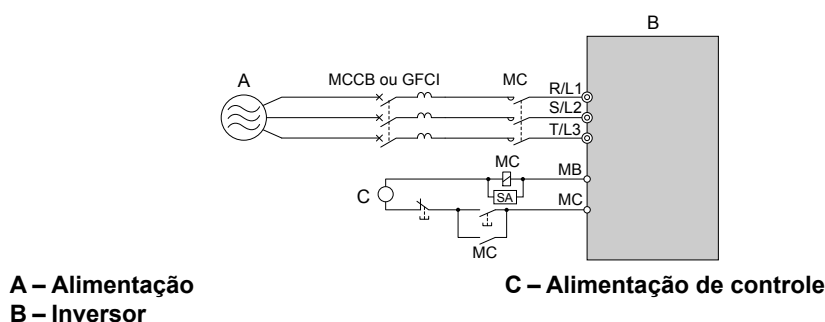 B
A
MCCB ou GFCI
MC
R/L1
S/L2
T/L3
MC
MB
C
SA
MC
MC
A – Alimentação
C – Alimentação de controle
B – Inversor